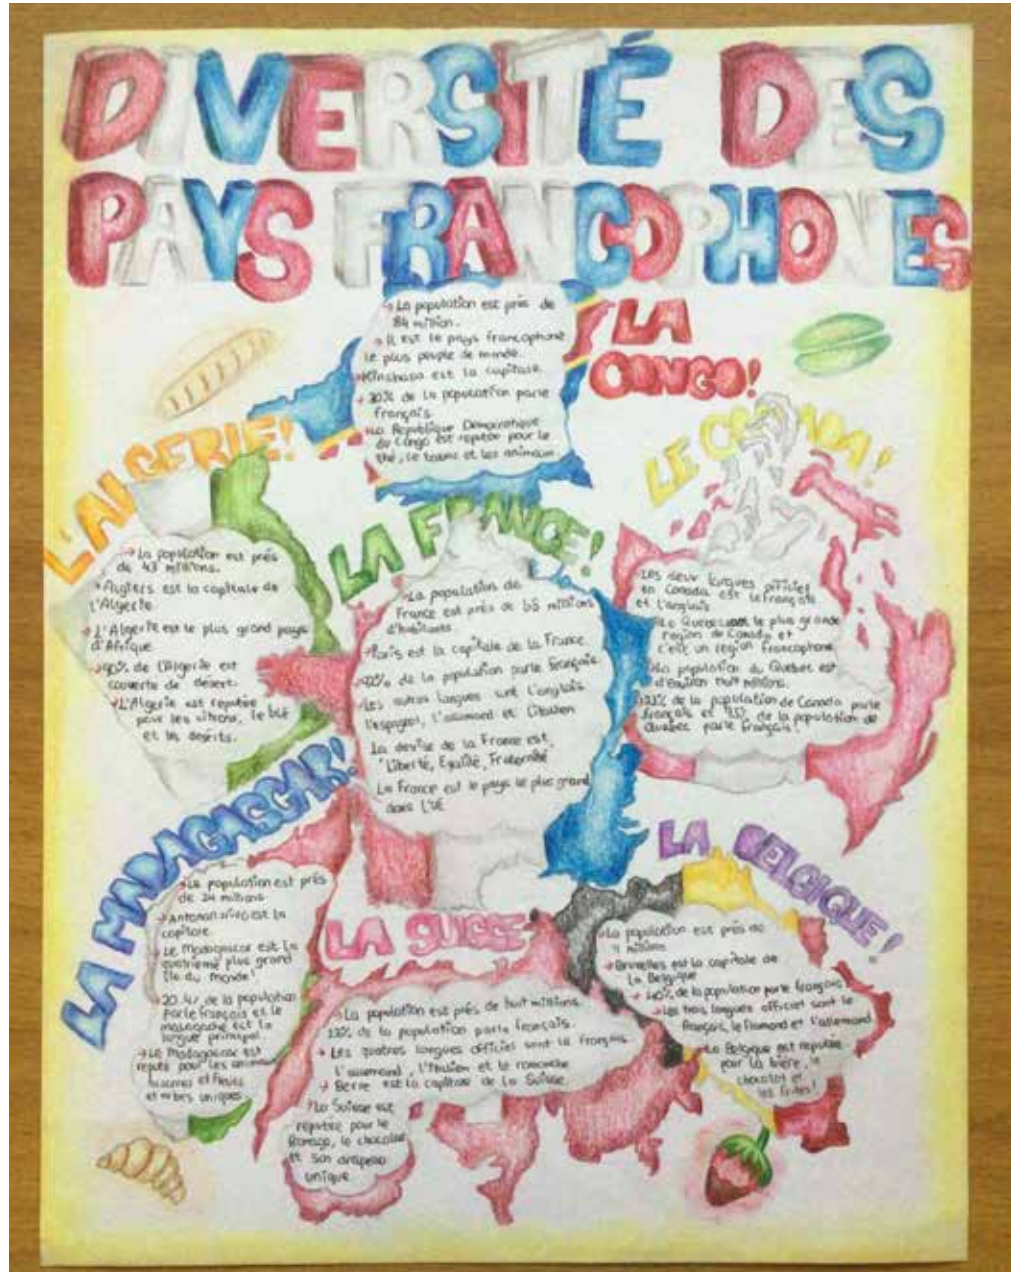 DIVERSITÉ DES
PAYS FRANCOPHONES
LA
CONGO!
→ La population est près de
84 million.
→ Il est le pays francophone
le plus peuple de monde.
→ Kinshasa est la capitale.
→ 30% de la population parle
français.
→ La République Démocratique
du Congo est réputée pour le
thé, le et les animaux
L'ALGERIE!
→ La population est près
de 43 millions.
→ Algiers est la capitale de
l'Algerie.
→ L'Algerie est le plus grand pays
d'Afrique.
→ 90% de l'Algerie est
couverte de desert.
→ L'Algerie est réputée
pour les citrons, le
et les déserts.
LA FRANCE!
La population de
France est près de 65 millions
d'habitants.
→ Paris est la capitale de la France.
de la population parle français.
Les autres langues sont l'anglais
l'espagnol, l'allemand et l'italien
La devise de la France est,
"Liberté, Egalité, Fraternité
La France est le pays le plus grand
dans L'UE
LE CANADA!
Les deux langues officiel
en Canada est le français
et l'anglais
Le Quebec est le plus grande
region de Canada et
c'est un region francophone.
La population du Quebec est
d'environ huit millions.
de la population de Canada parle
français et 95% de la population de
Quebec parle français!
LA MADAGASCAR!
→ La population est près
de 24 millions
→ est la
capitale.
→ Le Madagascar est la
quatrieme plus grand
île du monde!
→ 20.4% de la population
parle français et le
est la
langue principal.
→ Le Madagascar est
réputé pour les animaux
et fleurs
et arbes uniques
LA SUISSE
→ La population est près de huit millions.
de la population parle français.
→ Les quatres langues officiel sont la français
l'allemand, l'italien et le romanche
→ Berne est la capitale de la Suisse
→ La Suisse est
réputée pour le
fromage, le chocolat
et son drapeau
unique
LA BELGIQUE!
→ La population est près de
11 millions
→ Bruxelles est la capitale de
la Belgique
→ 40% de la population parle français
→ Les trois langues officiel sont le
français, le flamand et l'allemand
→ La Belgique est réputée
pour la bière, le
chocolat et
les frites!